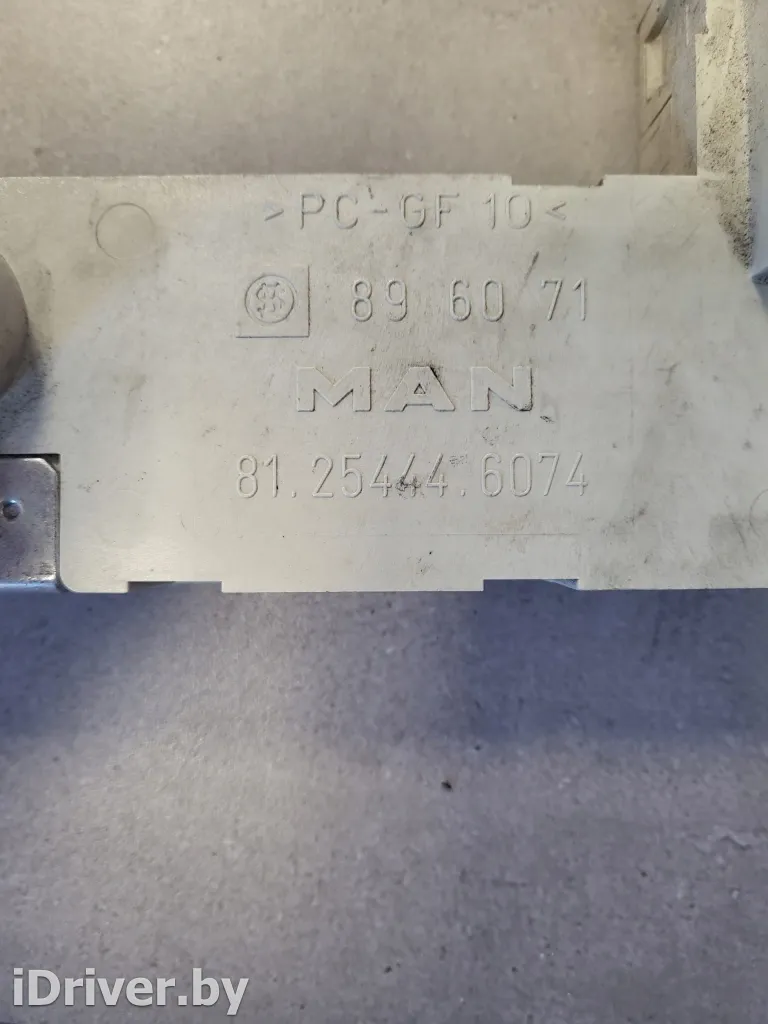 >PC-GF 10<
89 60 71
MAN
81.25444.6074
iDriver.by